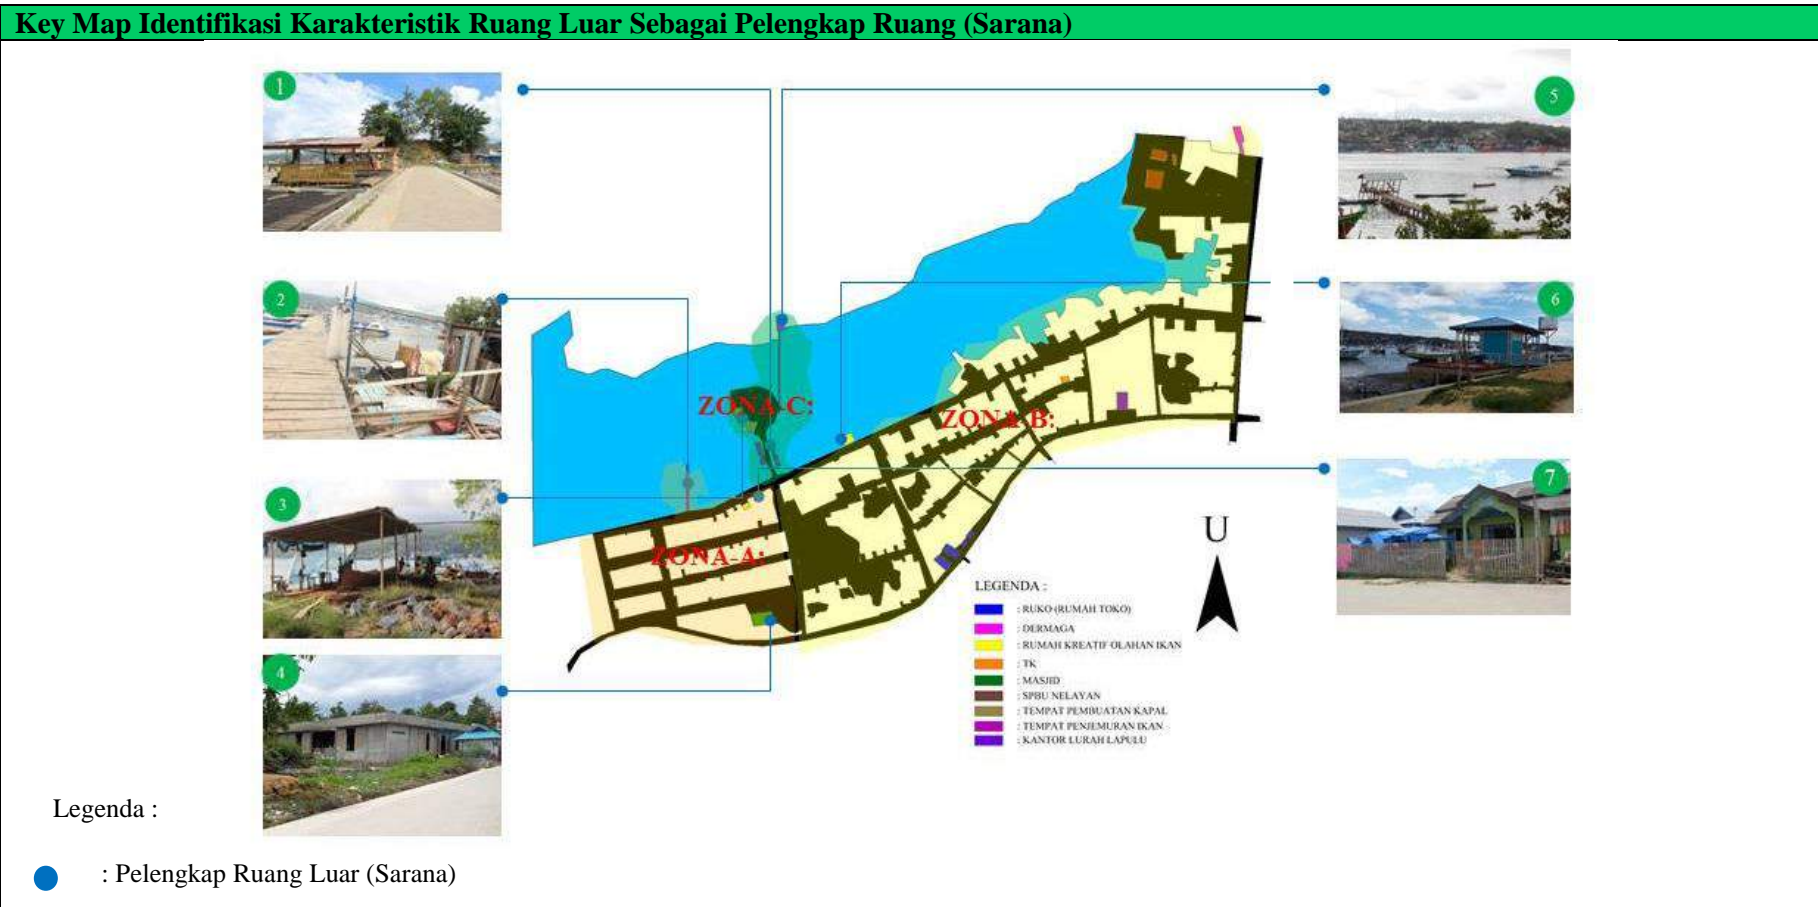 Key Map Identifikasi Karakteristik Ruang Luar Sebagai Pelengkap Ruang (Sarana)
1
2
3
4
5
6
7
ZONA-C:
ZONA-B:
ZONA-A:
U
LEGENDA :
: RUKO (RUMAH TOKO)
: DERMAGA
: RUMAH KREATIF OLAHAN IKAN
: TK
: MASJID
: SPBU NELAYAN
: TEMPAT PEMBUATAN KAPAL
: TEMPAT PENJEMURAN IKAN
: KANTOR LURAH LAPULU
Legenda :
: Pelengkap Ruang Luar (Sarana)